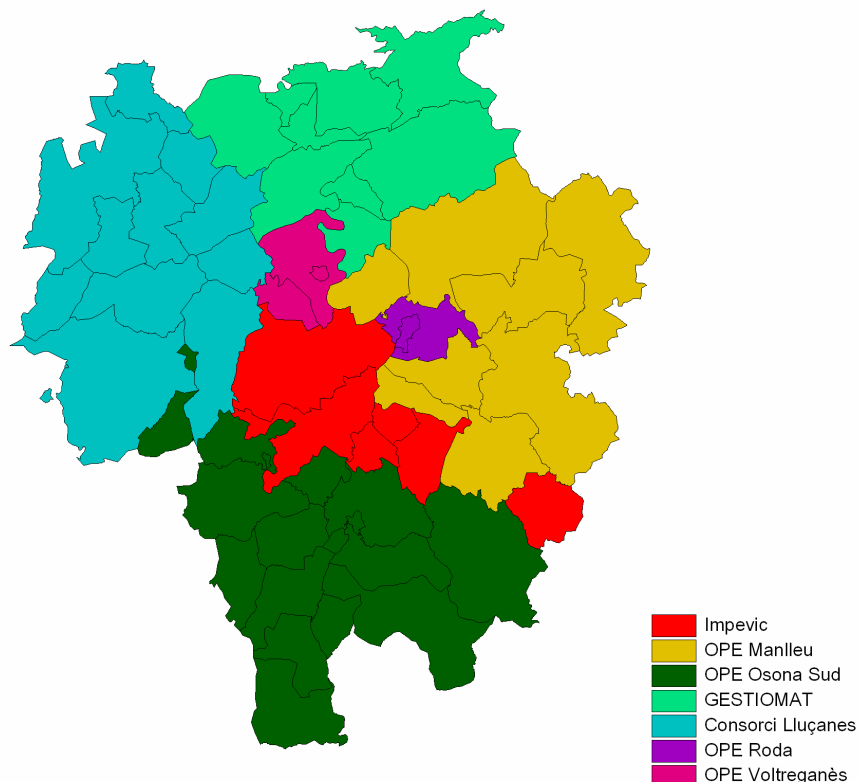 Impevic
OPE Manlleu
OPE Osona Sud
GESTIOMAT
Consorci Lluçanes
OPE Roda
OPE Voltreganès